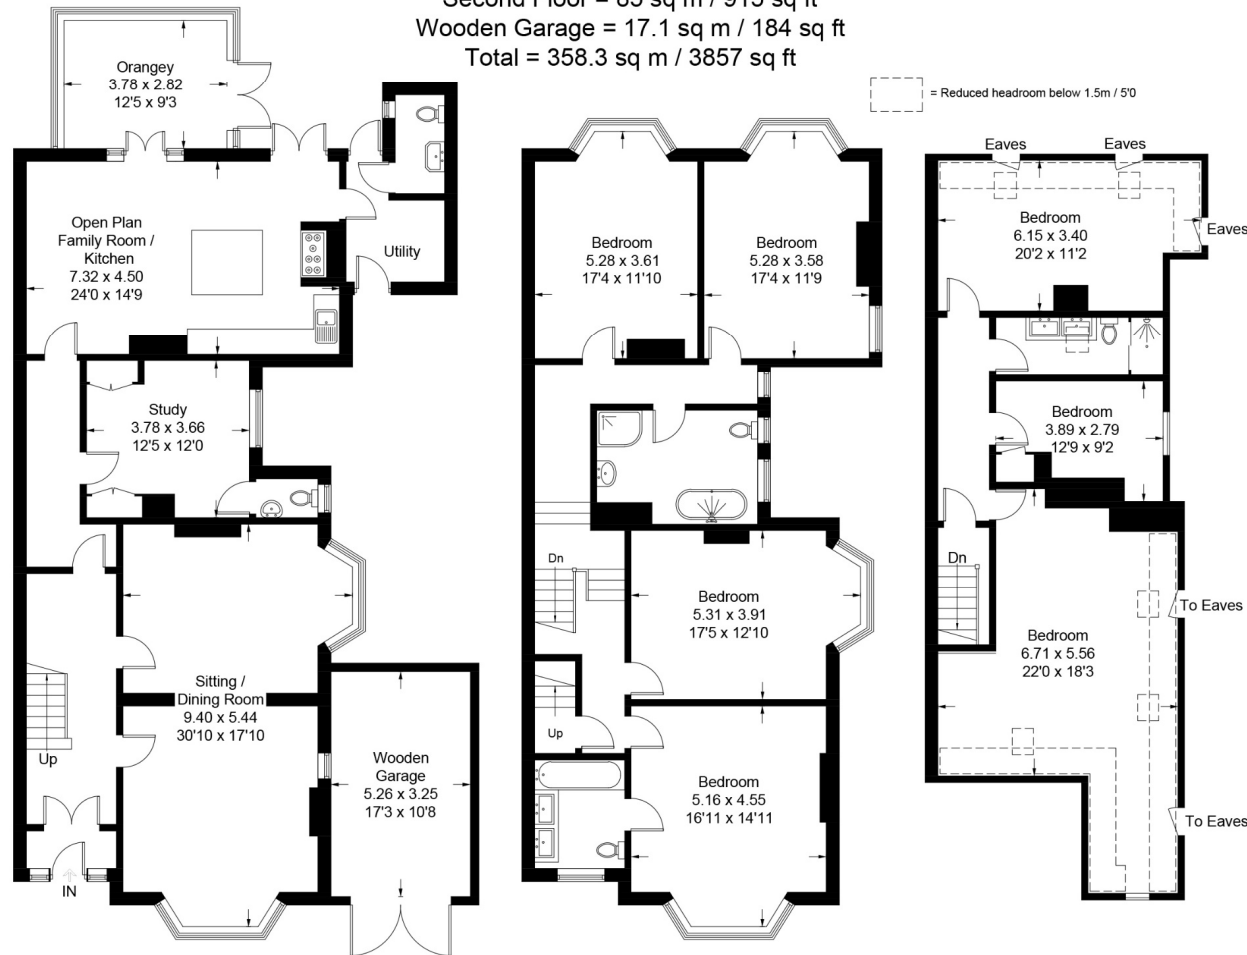 Second Floor = 85 sq m / 915 sq ft
Wooden Garage = 17.1 sq m / 184 sq ft
Total = 358.3 sq m / 3857 sq ft
= Reduced headroom below 1.5m / 5'0
Orangey
3.78 x 2.82
12'5 x 9'3
Open Plan
Family Room /
Kitchen
7.32 x 4.50
24'0 x 14'9
Utility
Study
3.78 x 3.66
12'5 x 12'0
Sitting /
Dining Room
9.40 x 5.44
30'10 x 17'10
Up
IN
Wooden
Garage
5.26 x 3.25
17'3 x 10'8
Bedroom
5.28 x 3.61
17'4 x 11'10
Bedroom
5.28 x 3.58
17'4 x 11'9
Dn
Bedroom
5.31 x 3.91
17'5 x 12'10
Up
Bedroom
5.16 x 4.55
16'11 x 14'11
Eaves
Eaves
Bedroom
6.15 x 3.40
20'2 x 11'2
Eaves
Bedroom
3.89 x 2.79
12'9 x 9'2
Dn
To Eaves
Bedroom
6.71 x 5.56
22'0 x 18'3
To Eaves